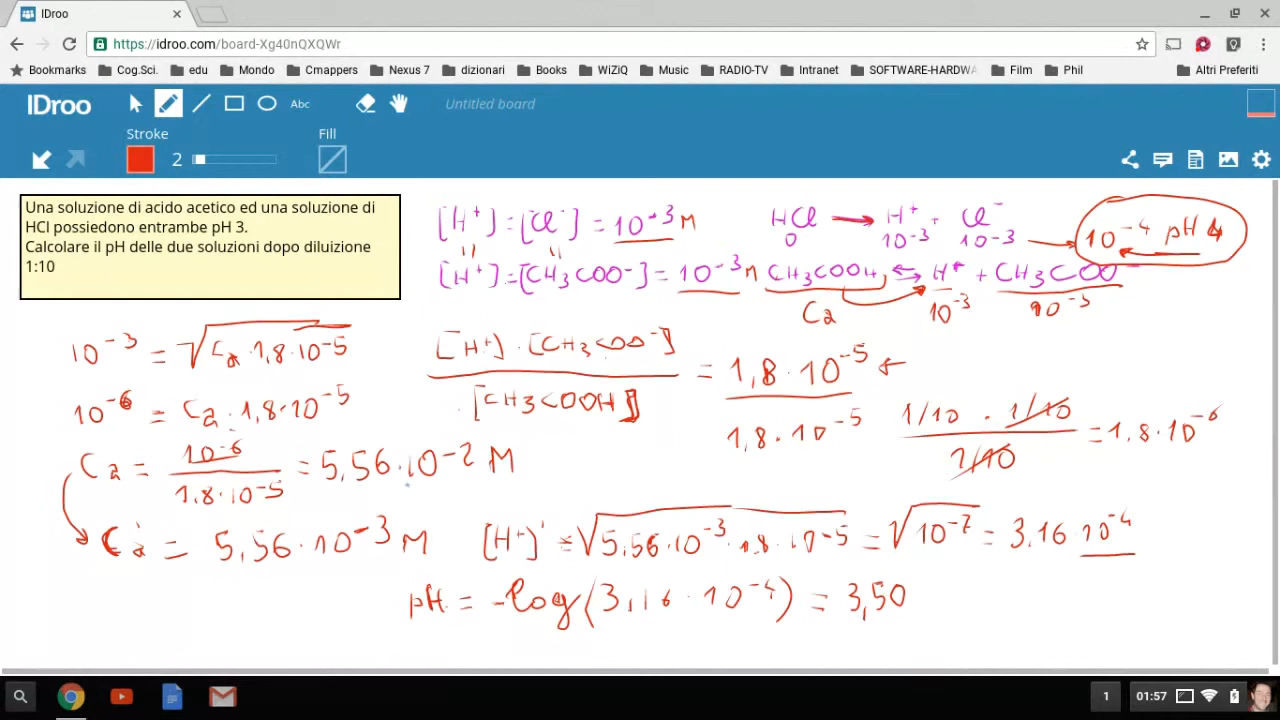 IDroo
https://idroo.com/board-Xg40nQXQWr
Bookmarks Cog.Sci. edu Mondo Cmappers Nexus 7 dizionari Books WiZiQ Music RADIO-TV Intranet SOFTWARE-HARDWA Film Phil Altri Preferiti
IDroo Abc Untitled board
Stroke Fill
2
Una soluzione di acido acetico ed una soluzione di
HCl possiedono entrambe pH 3.
Calcolare il pH delle due soluzioni dopo diluizione
1:10
[H⁺] = [Cl⁻] = 10⁻³ M
HCl → H⁺ + Cl⁻
0 10⁻³ 10⁻³ → 10⁻⁴ pH 4
[H⁺] = [CH3COO⁻] = 10⁻³ M
CH3COOH ⇄ H⁺ + CH3COO⁻
Ca 10⁻³ 10⁻³
10⁻³ = √Ca · 1,8 · 10⁻⁵
[H⁺] · [CH3COO⁻]
[CH3COOH]
= 1,8 · 10⁻⁵ ←
10⁻⁶ = Ca · 1,8 · 10⁻⁵
1,8 · 10⁻⁵ 1/10 · 1/10
1/10
= 1,8 · 10⁻⁶
Ca = 10⁻⁶ / 1,8 · 10⁻⁵ = 5,56 · 10⁻² M
Ca' = 5,56 · 10⁻³ M
[H⁺]' = √5,56 · 10⁻³ · 1,8 · 10⁻⁵ = √10⁻⁷ = 3,16 10⁻⁴
pH = -log(3,16 · 10⁻⁴) = 3,50
1 01:57